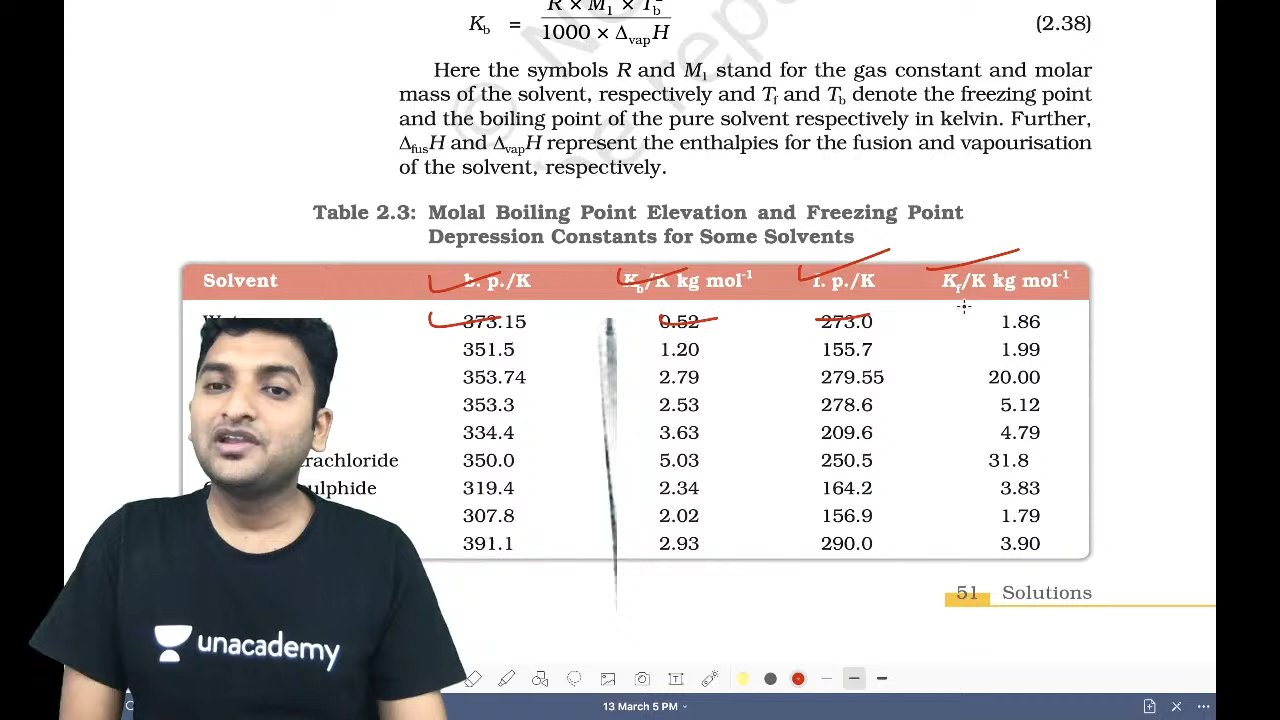 R × M1 × Tb
Kb =
1000 × ΔvapH
(2.38)
Here the symbols R and M1 stand for the gas constant and molar
mass of the solvent, respectively and Tf and Tb denote the freezing point
and the boiling point of the pure solvent respectively in kelvin. Further,
ΔfusH and ΔvapH represent the enthalpies for the fusion and vapourisation
of the solvent, respectively.
Table 2.3: Molal Boiling Point Elevation and Freezing Point
Depression Constants for Some Solvents
Solvent b. p./K Kb/K kg mol-1 f. p./K Kf/K kg mol-1
373.15 0.52 273.0 1.86
351.5 1.20 155.7 1.99
353.74 2.79 279.55 20.00
353.3 2.53 278.6 5.12
334.4 3.63 209.6 4.79
rachloride 350.0 5.03 250.5 31.8
ulphide 319.4 2.34 164.2 3.83
307.8 2.02 156.9 1.79
391.1 2.93 290.0 3.90
51 Solutions
unacademy
13 March 5 PM